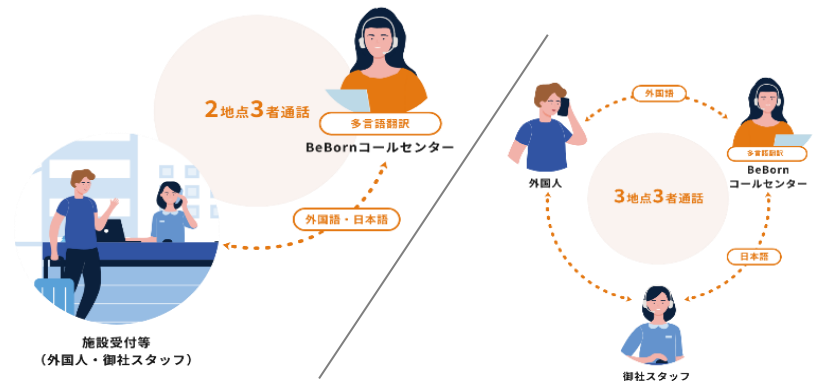 2地点3者通話
多言語翻訳
BeBornコールセンター
外国語・日本語
施設受付等
（外国人・御社スタッフ）
外国語
外国人
多言語翻訳
BeBorn
コールセンター
3地点3者通話
日本語
御社スタッフ